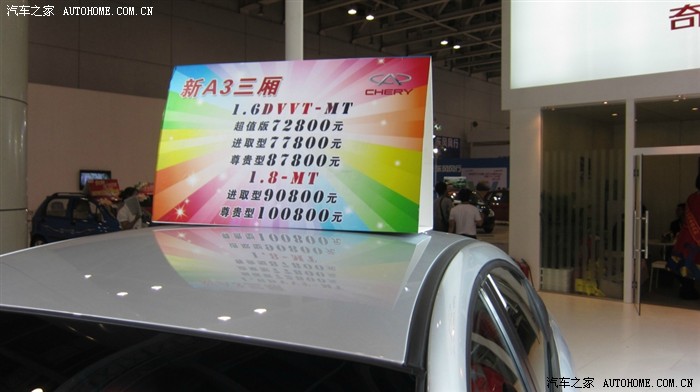 汽车之家 AUTOHOME.COM.CN
新A3三厢
CHERY
1.6DVVT-MT
超值版72800元
进取型77800元
尊贵型87800元
1.8-MT
进取型90800元
尊贵型100800元
奇
汽车之家 AUTOHOME.COM.CN